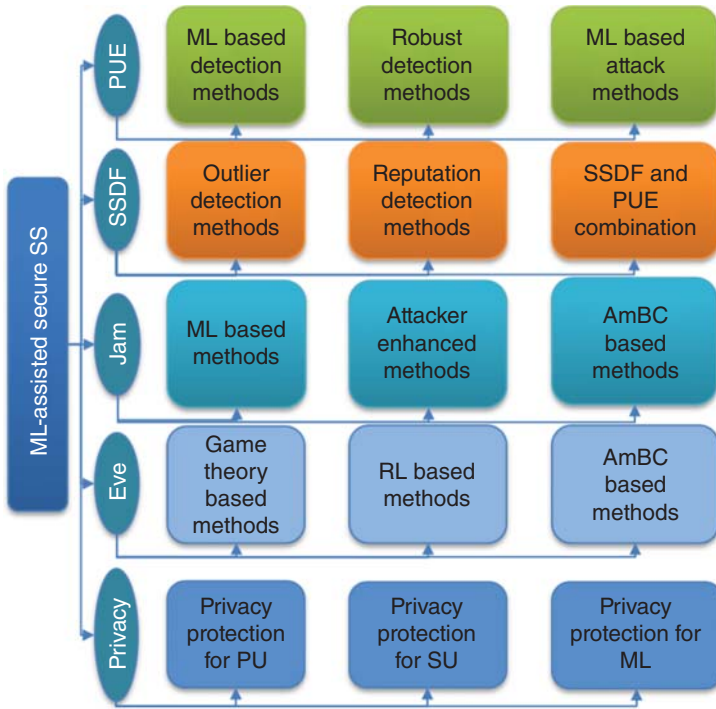 ML-assisted secure SS
PUE
ML based
detection
methods
Robust
detection
methods
ML based
attack
methods
SSDF
Outlier
detection
methods
Reputation
detection
methods
SSDF and
PUE
combination
Jam
ML based
methods
Attacker
enhanced
methods
AmBC
based
methods
Eve
Game
theory
based
methods
RL based
methods
AmBC
based
methods
Privacy
Privacy
protection
for PU
Privacy
protection
for SU
Privacy
protection for
ML